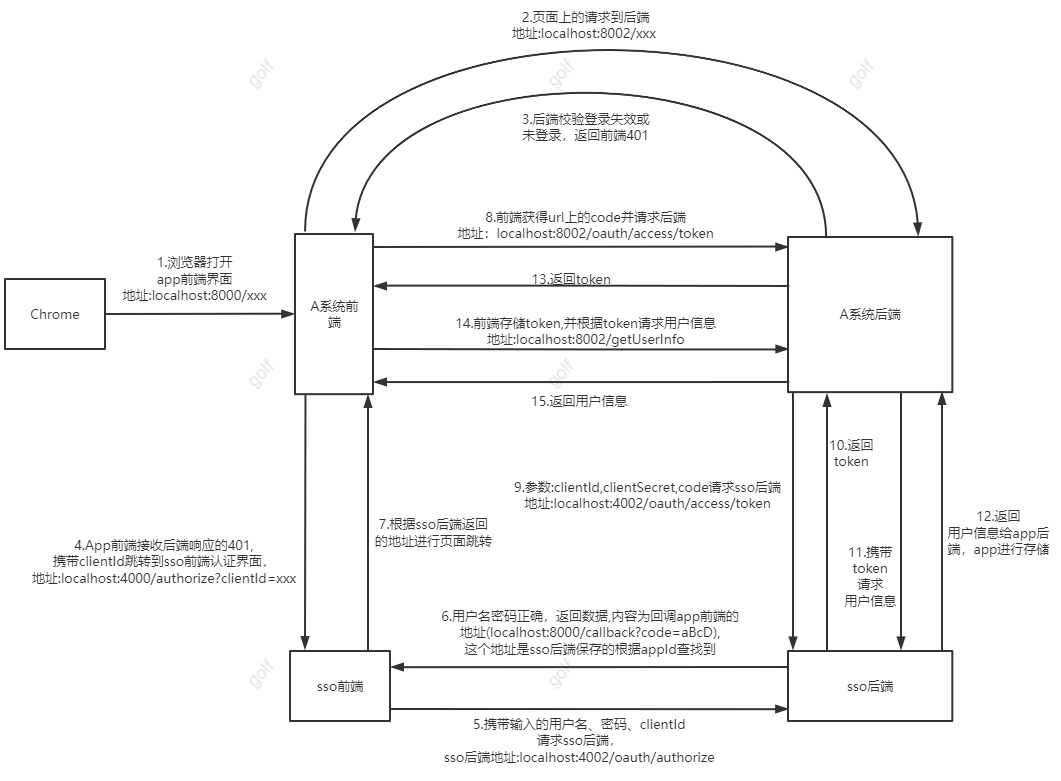 2.页面上的请求到后端
地址:localhost:8002/xxx
golf
golf
golf
3.后端校验登录失效或
未登录，返回前端401
8.前端获得url上的code并请求后端
地址：localhost:8002/oauth/access/token
1.浏览器打开
app前端界面
地址:localhost:8000/xxx
13.返回token
Chrome
A系统前
端
A系统后端
14.前端存储token,并根据token请求用户信息
地址:localhost:8002/getUserInfo
golf
golf
15.返回用户信息
10.返回
token
9.参数:clientId,clientSecret,code请求sso后端
地址:localhost:4002/oauth/access/token
7.根据sso后端返回
的地址进行页面跳转
12.返回
用户信息给app后
端，app进行存储
4.App前端接收后端响应的401,
携带clientId跳转到sso前端认证界面，
地址:localhost:4000/authorize?clientId=xxx
11.携带
token
请求
用户信息
6.用户名密码正确，返回数据,内容为回调app前端的
地址(localhost:8000/callback?code=aBcD),
这个地址是sso后端保存的根据appId查找到
golf
golf
sso前端
sso后端
5.携带输入的用户名、密码、clientId
请求sso后端，
sso后端地址:localhost:4002/oauth/authorize